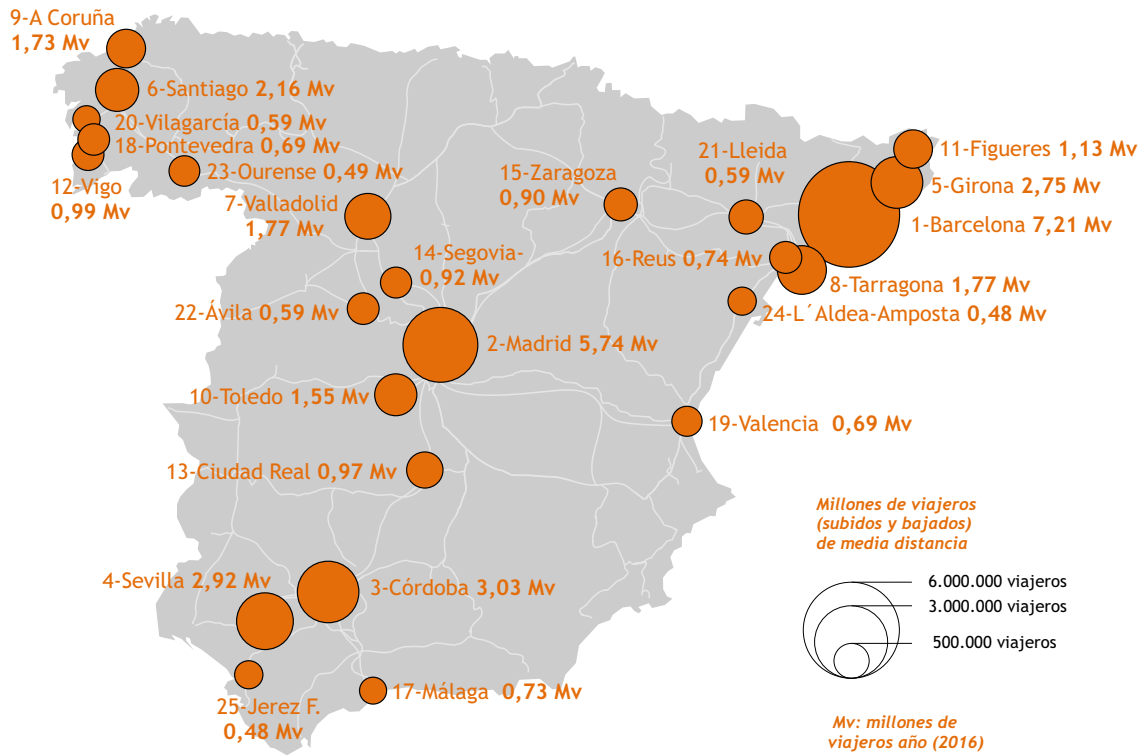 9-A Coruña
1,73 Mv
6-Santiago 2,16 Mv
20-Vilagarcía 0,59 Mv
18-Pontevedra 0,69 Mv
12-Vigo
0,99 Mv
23-Ourense 0,49 Mv
7-Valladolid
1,77 Mv
14-Segovia-
0,92 Mv
22-Ávila 0,59 Mv
15-Zaragoza
0,90 Mv
21-Lleida
0,59 Mv
11-Figueres 1,13 Mv
5-Girona 2,75 Mv
1-Barcelona 7,21 Mv
16-Reus 0,74 Mv
8-Tarragona 1,77 Mv
24-L´Aldea-Amposta 0,48 Mv
2-Madrid 5,74 Mv
10-Toledo 1,55 Mv
19-Valencia 0,69 Mv
13-Ciudad Real 0,97 Mv
4-Sevilla 2,92 Mv
3-Córdoba 3,03 Mv
17-Málaga 0,73 Mv
25-Jerez F.
0,48 Mv
Millones de viajeros
(subidos y bajados)
de media distancia
6.000.000 viajeros
3.000.000 viajeros
500.000 viajeros
Mv: millones de
viajeros año (2016)